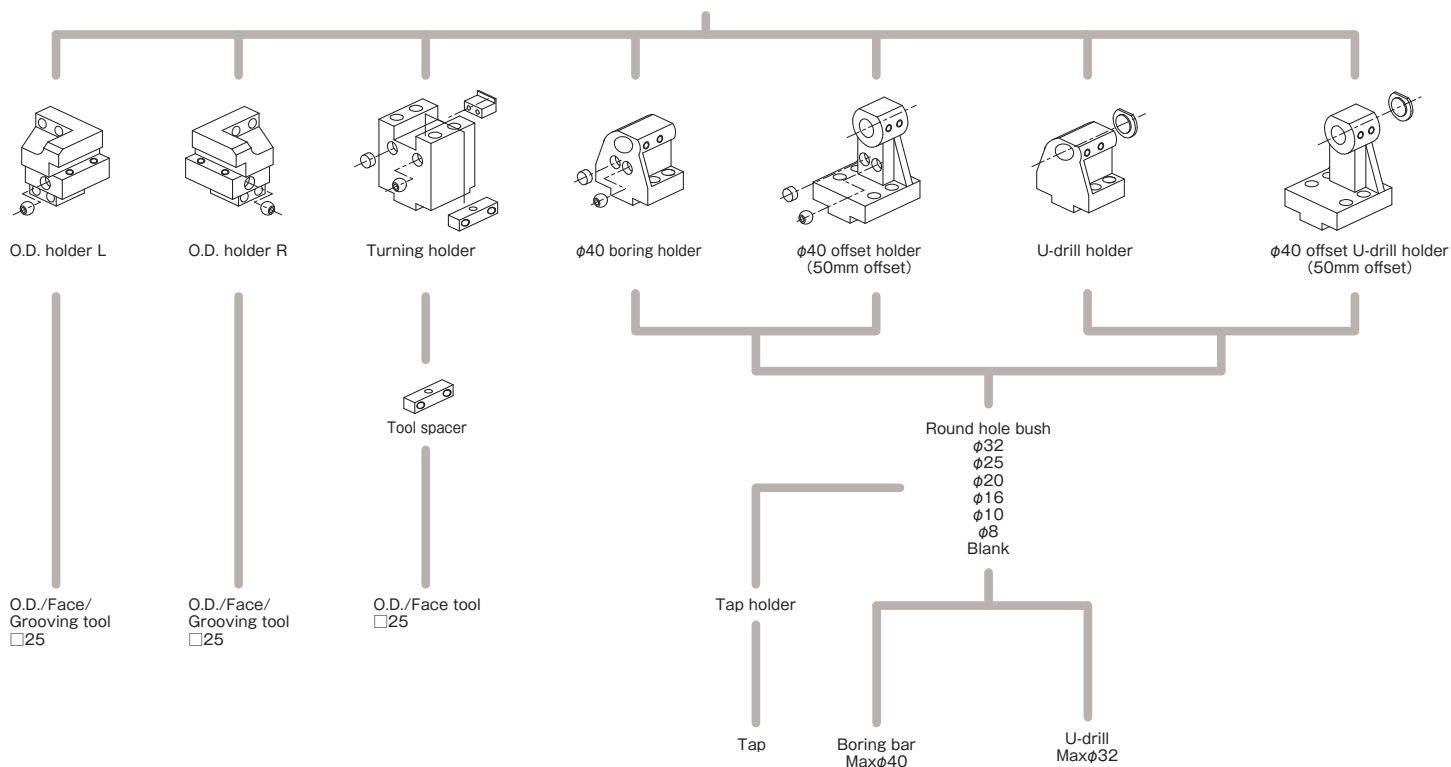 O.D. holder L
O.D. holder R
Turning holder
φ40 boring holder
φ40 offset holder
(50mm offset)
U-drill holder
φ40 offset U-drill holder
(50mm offset)
Tool spacer
Round hole bush
φ32
φ25
φ20
φ16
φ10
φ8
Blank
O.D./Face/
Grooving tool
□25
O.D./Face/
Grooving tool
□25
O.D./Face tool
□25
Tap holder
Tap
Boring bar
Maxφ40
U-drill
Maxφ32